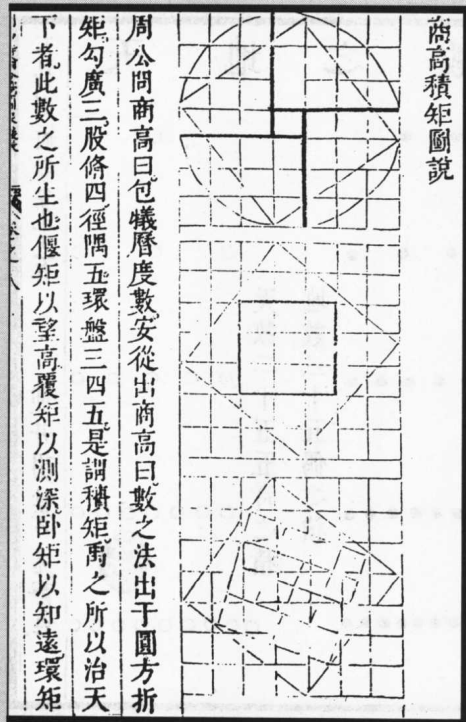 商高積矩圖說
周公問商高曰包犧曆度數安從出商高曰數之法出于圓方折
矩勾廣三股脩四徑隅五環盤三四五是謂積矩禹之所以治天
下者此數之所生也偃矩以望高覆矩以測深卧矩以知遠環矩